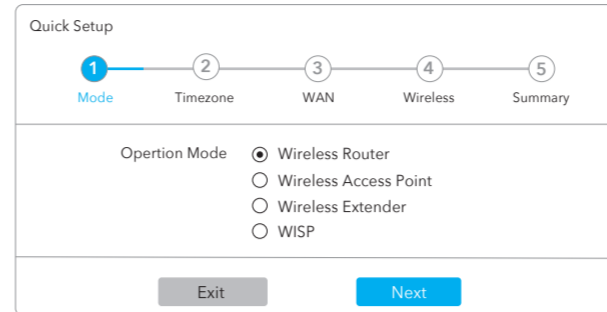 Quick Setup
1 2 3 4 5
Mode Timezone WAN Wireless Summary
Opertion Mode Wireless Router
Wireless Access Point
Wireless Extender
WISP
Exit Next